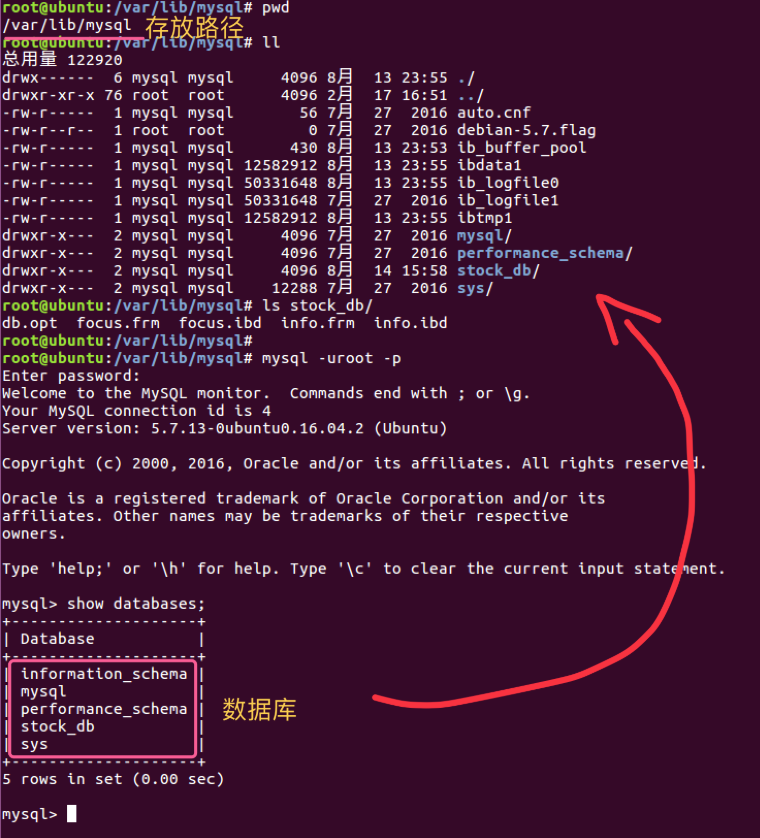 root@ubuntu:/var/lib/mysql# pwd
/var/lib/mysql 存放路径
root@ubuntu:/var/lib/mysql# ll
总用量 122920
drwx------  6 mysql mysql     4096 8月  13 23:55 ./
drwxr-xr-x 76 root  root      4096 2月  17 16:51 ../
-rw-r-----  1 mysql mysql       56 7月  27  2016 auto.cnf
-rw-r--r--  1 root  root         0 7月  27  2016 debian-5.7.flag
-rw-r-----  1 mysql mysql      430 8月  13 23:53 ib_buffer_pool
-rw-r-----  1 mysql mysql 12582912 8月  13 23:55 ibdata1
-rw-r-----  1 mysql mysql 50331648 8月  13 23:55 ib_logfile0
-rw-r-----  1 mysql mysql 50331648 7月  27  2016 ib_logfile1
-rw-r-----  1 mysql mysql 12582912 8月  13 23:55 ibtmp1
drwxr-x---  2 mysql mysql     4096 7月  27  2016 mysql/
drwxr-x---  2 mysql mysql     4096 7月  27  2016 performance_schema/
drwxr-x---  2 mysql mysql     4096 8月  14 15:58 stock_db/
drwxr-x---  2 mysql mysql    12288 7月  27  2016 sys/
root@ubuntu:/var/lib/mysql# ls stock_db/
db.opt  focus.frm  focus.ibd  info.frm  info.ibd
root@ubuntu:/var/lib/mysql#
root@ubuntu:/var/lib/mysql# mysql -uroot -p
Enter password:
Welcome to the MySQL monitor.  Commands end with ; or \g.
Your MySQL connection id is 4
Server version: 5.7.13-0ubuntu0.16.04.2 (Ubuntu)
Copyright (c) 2000, 2016, Oracle and/or its affiliates. All rights reserved.
Oracle is a registered trademark of Oracle Corporation and/or its
affiliates. Other names may be trademarks of their respective
owners.
Type 'help;' or '\h' for help. Type '\c' to clear the current input statement.
mysql> show databases;
+--------------------+
| Database           |
+--------------------+
| information_schema |
| mysql              |
| performance_schema | 数据库
| stock_db           |
| sys                |
+--------------------+
5 rows in set (0.00 sec)
mysql>